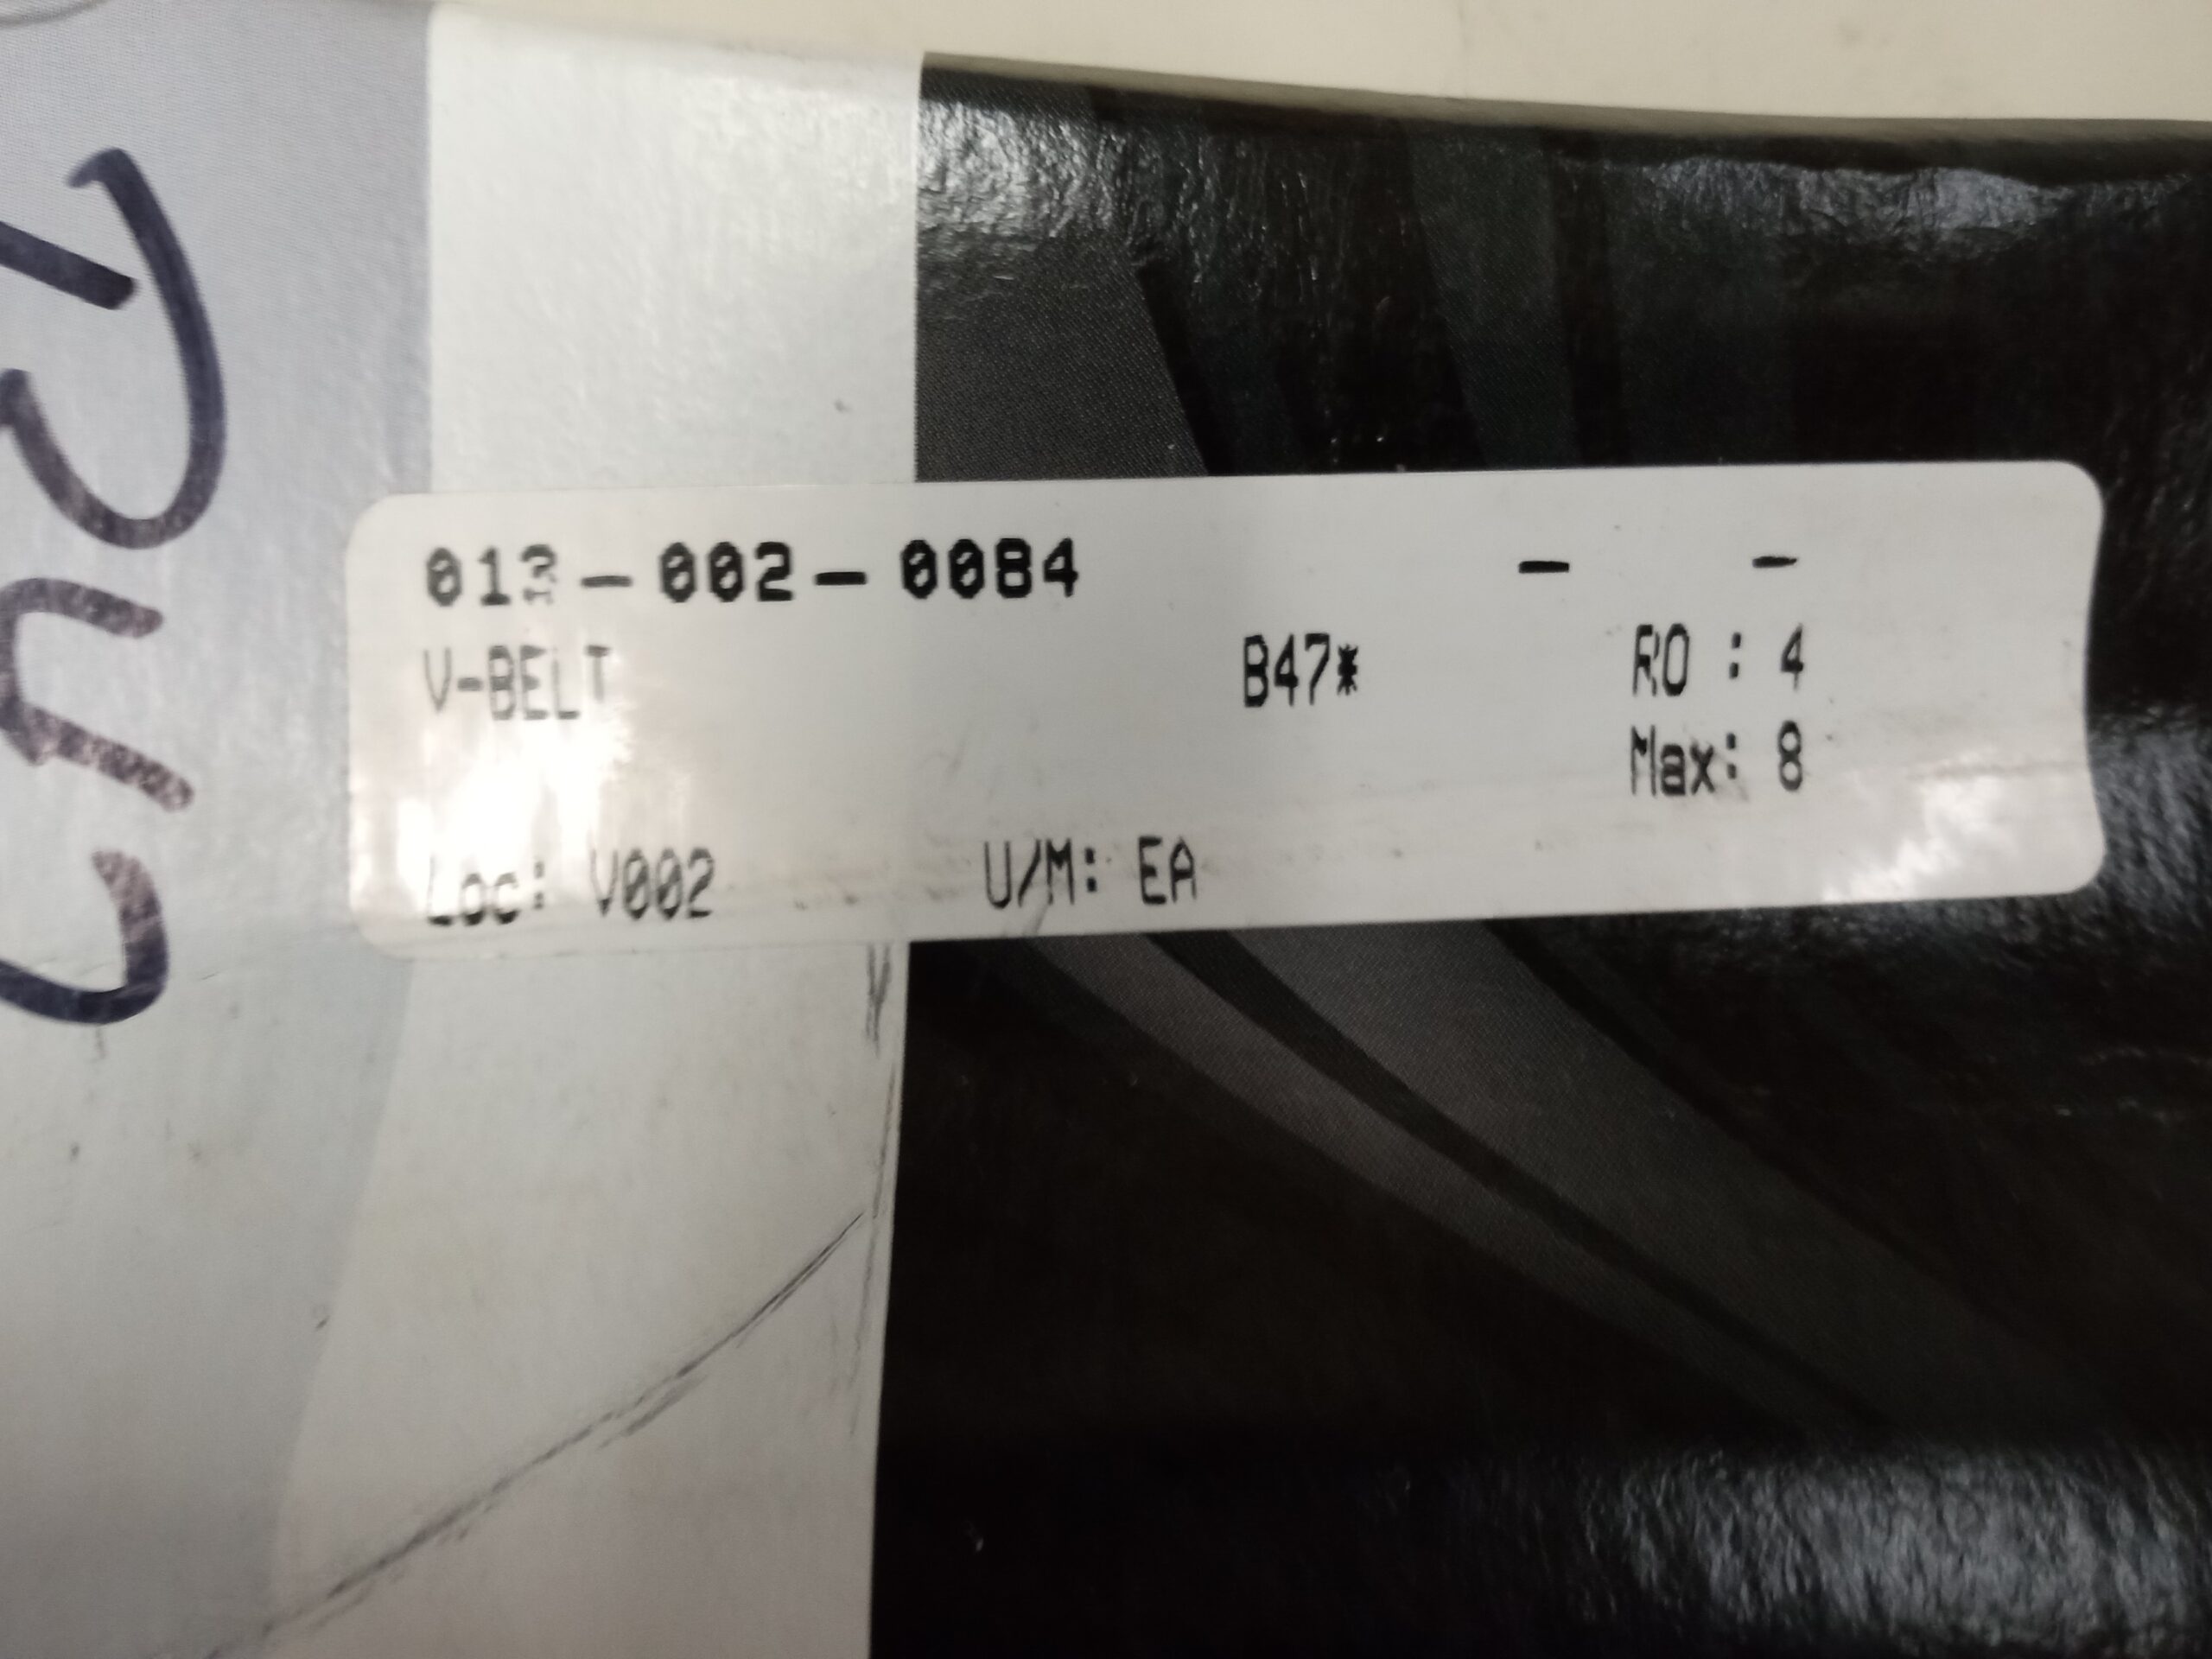 013-002-0084 - -
V-BELT B47* RO : 4
Max: 8
Loc: V002 U/M: EA